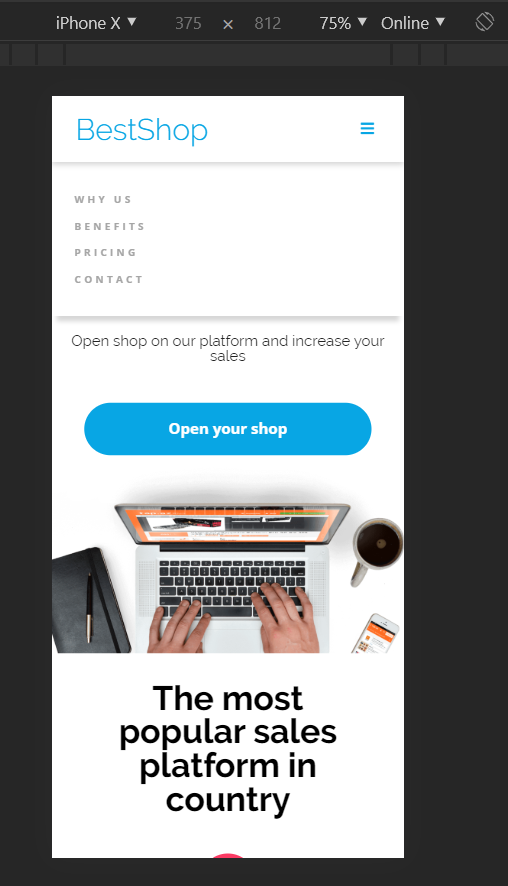 iPhone X ▼ 375 × 812 75% ▼ Online ▼
BestShop
WHY US
BENEFITS
PRICING
CONTACT
Open shop on our platform and increase your
sales
Open your shop
The most
popular sales
platform in
country